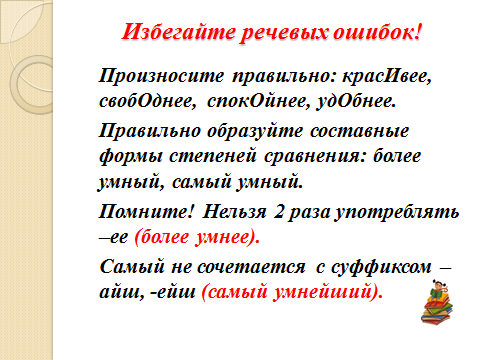 Избегайте речевых ошибок!
Произносите правильно: красИвее,
свобОднее, спокОйнее, удОбнее.
Правильно образуйте составные
формы степеней сравнения: более
умный, самый умный.
Помните! Нельзя 2 раза употреблять
–ее (более умнее).
Самый не сочетается с суффиксом –
айш, -ейш (самый умнейший).